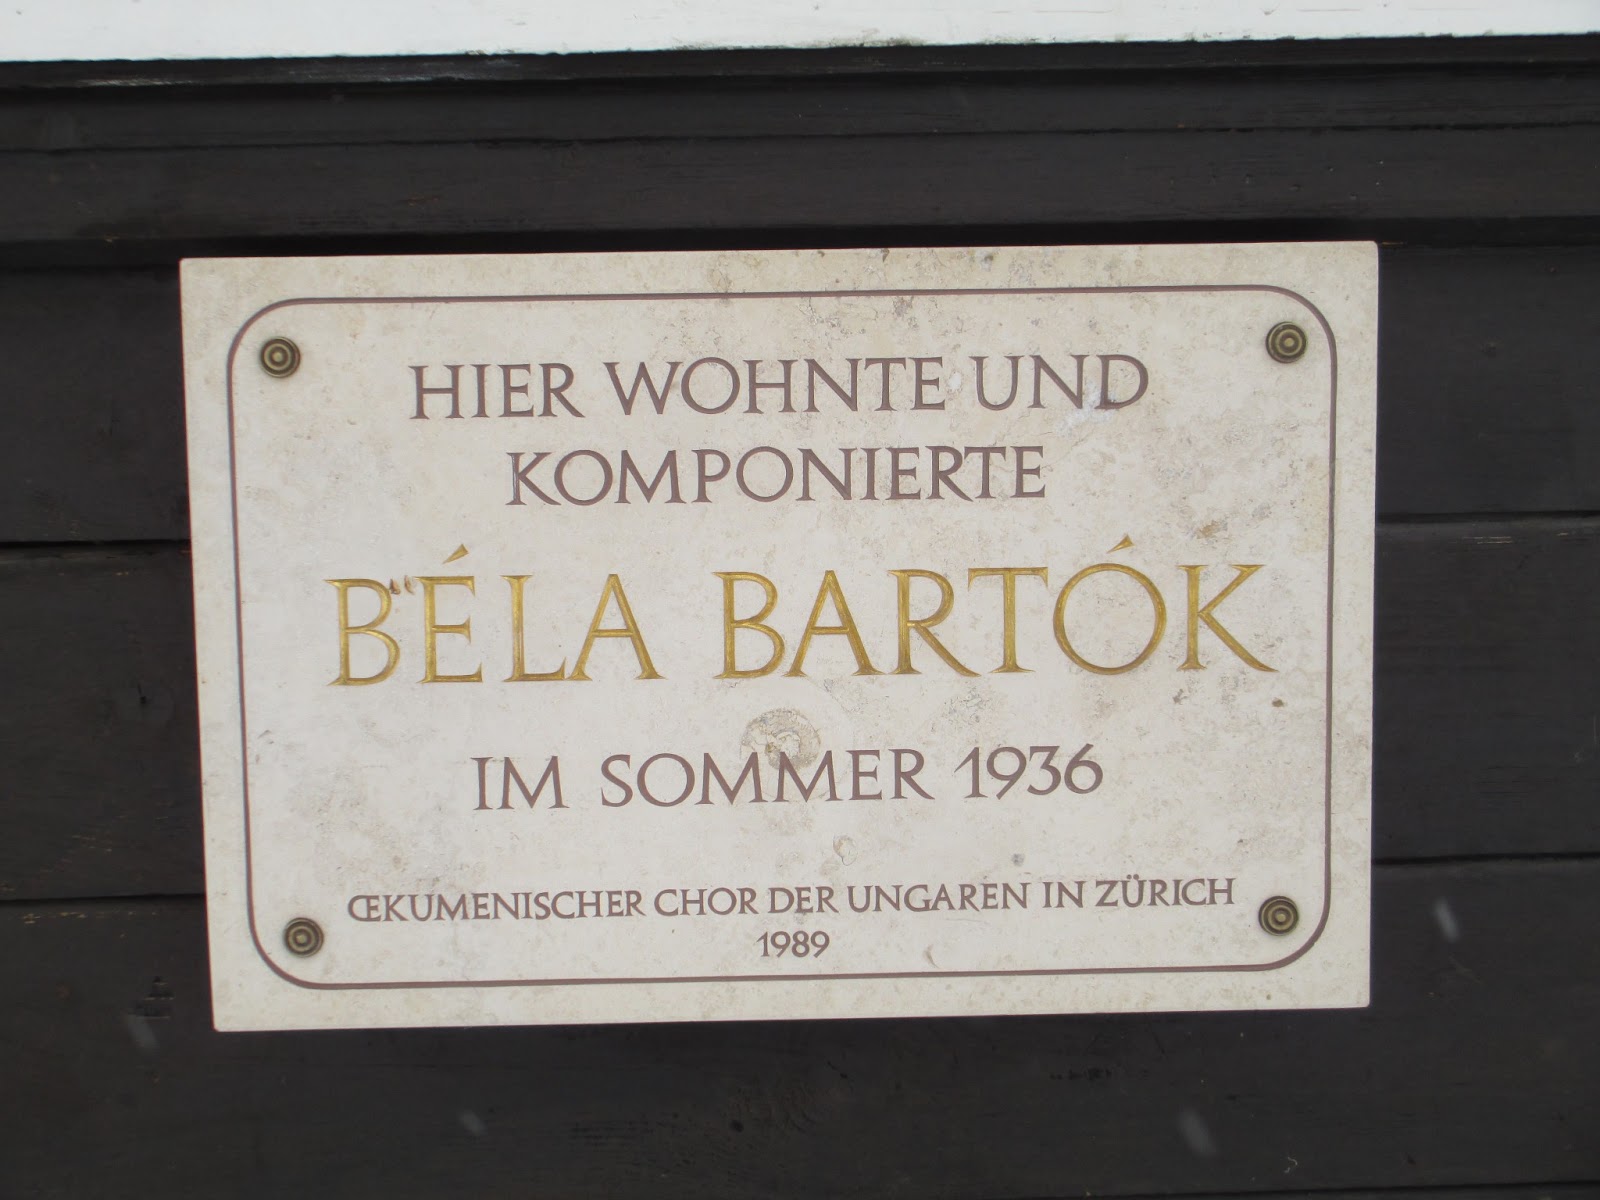 HIER WOHNTE UND
KOMPONIERTE
BÉLA BARTÓK
IM SOMMER 1936
ŒKUMENISCHER CHOR DER UNGAREN IN ZÜRICH
1989